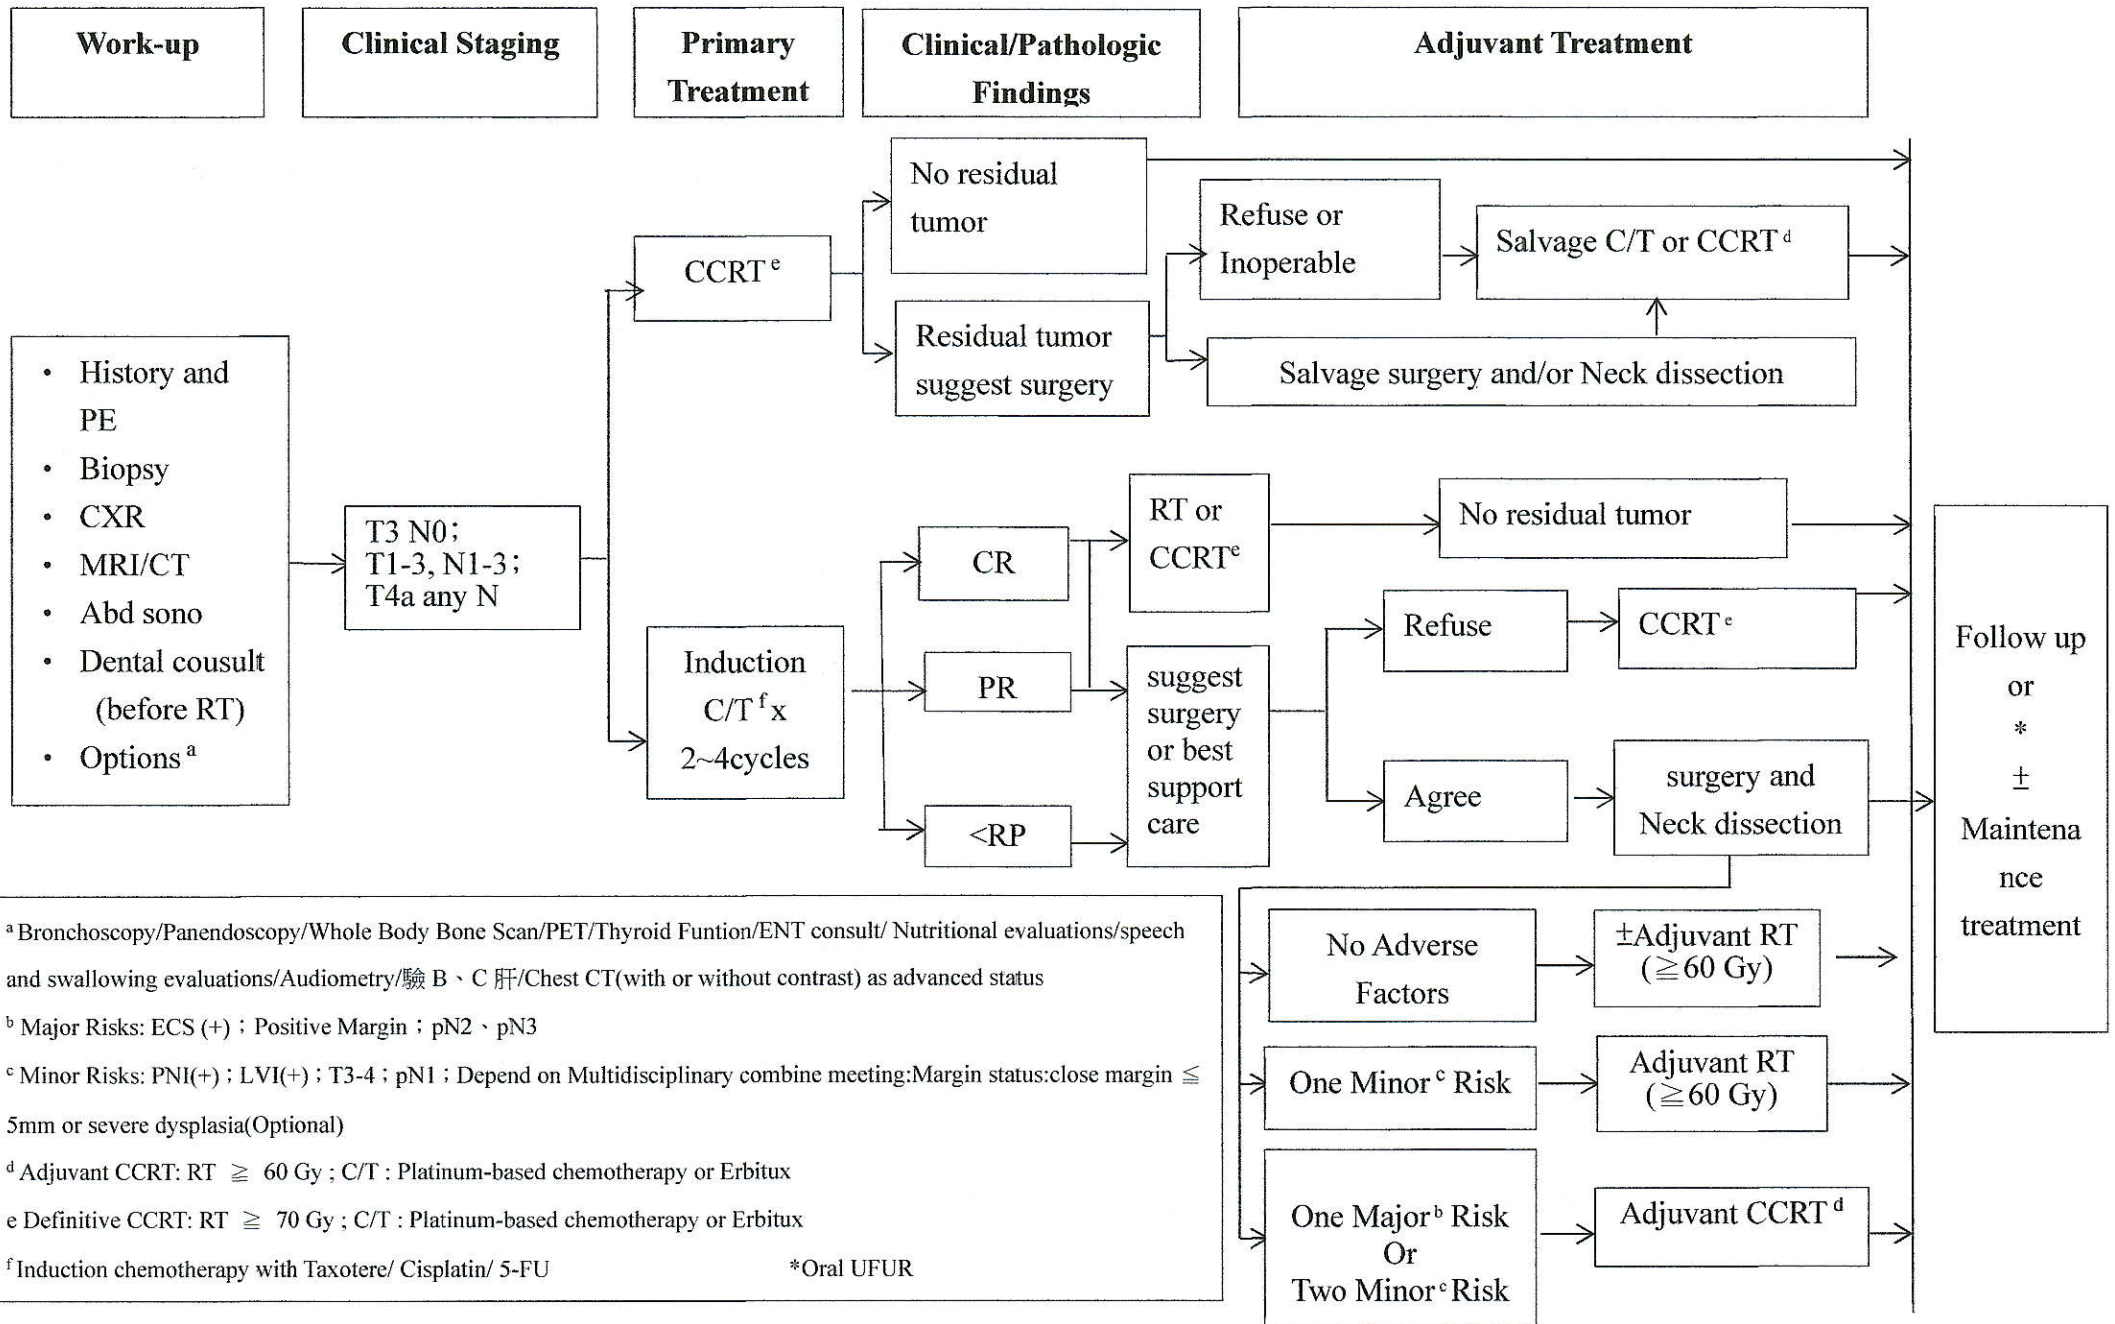 Work-up
Clinical Staging
Primary
Treatment
Clinical/Pathologic
Findings
Adjuvant Treatment
• History and
PE
• Biopsy
• CXR
• MRI/CT
• Abd sono
• Dental cousult
(before RT)
• Options a
T3 N0；
T1-3, N1-3；
T4a any N
CCRT e
No residual
tumor
Residual tumor
suggest surgery
Refuse or
Inoperable
Salvage C/T or CCRT d
Salvage surgery and/or Neck dissection
Induction
C/T f x
2~4cycles
CR
PR
<RP
RT or
CCRT e
suggest
surgery
or best
support
care
No residual tumor
Refuse
CCRT e
Agree
surgery and
Neck dissection
No Adverse
Factors
±Adjuvant RT
(≧60 Gy)
One Minor c Risk
Adjuvant RT
(≧60 Gy)
One Major b Risk
Or
Two Minor c Risk
Adjuvant CCRT d
Follow up
or
*
±
Maintena
nce
treatment
a Bronchoscopy/Panendoscopy/Whole Body Bone Scan/PET/Thyroid Funtion/ENT consult/ Nutritional evaluations/speech
and swallowing evaluations/Audiometry/驗 B、C 肝/Chest CT(with or without contrast) as advanced status
b Major Risks: ECS (+)；Positive Margin；pN2、pN3
c Minor Risks: PNI(+)；LVI(+)；T3-4；pN1；Depend on Multidisciplinary combine meeting:Margin status:close margin ≦
5mm or severe dysplasia(Optional)
d Adjuvant CCRT: RT ≧ 60 Gy ; C/T : Platinum-based chemotherapy or Erbitux
e Definitive CCRT: RT ≧ 70 Gy ; C/T : Platinum-based chemotherapy or Erbitux
f Induction chemotherapy with Taxotere/ Cisplatin/ 5-FU *Oral UFUR